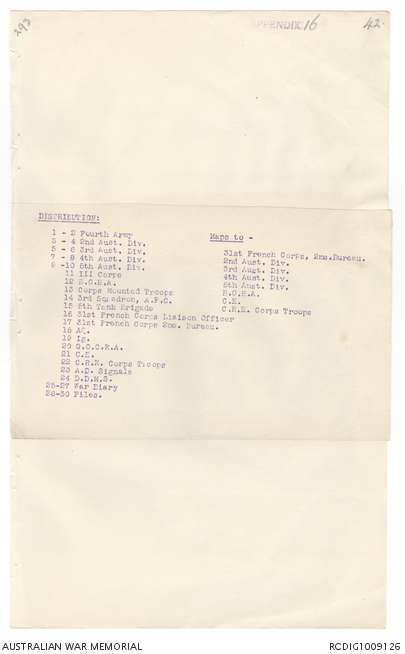 293
APPENDIX 16
42.
DISTRIBUTION:
1 - 2 Fourth Army
3 - 4 2nd Aust. Div.
5 - 6 3rd Aust. Div.
7 - 8 4th Aust. Div.
9 -10 5th Aust. Div.
11 III Corps
12 B.G.H.A.
13 Corps Mounted Troops
14 3rd Squadron, A.F.C.
15 5th Tank Brigade
16 31st French Corps Liaison Officer
17 31st French Corps 2me. Bureau.
18 AQ.
19 Ig.
20 G.O.C.R.A.
21 C.E.
22 C.R.E. Corps Troops
23 A.D. Signals
24 D.D.M.S.
25-27 War Diary
28-30 Files.
Maps to -
31st French Corps, 2me.Bureau.
2nd Aust. Div.
3rd Aust. Div.
4th Aust. Div.
5th Aust. Div.
B.G.H.A.
C.E.
C.R.E. Corps Troops
AUSTRALIAN WAR MEMORIAL
RCDIG1009126